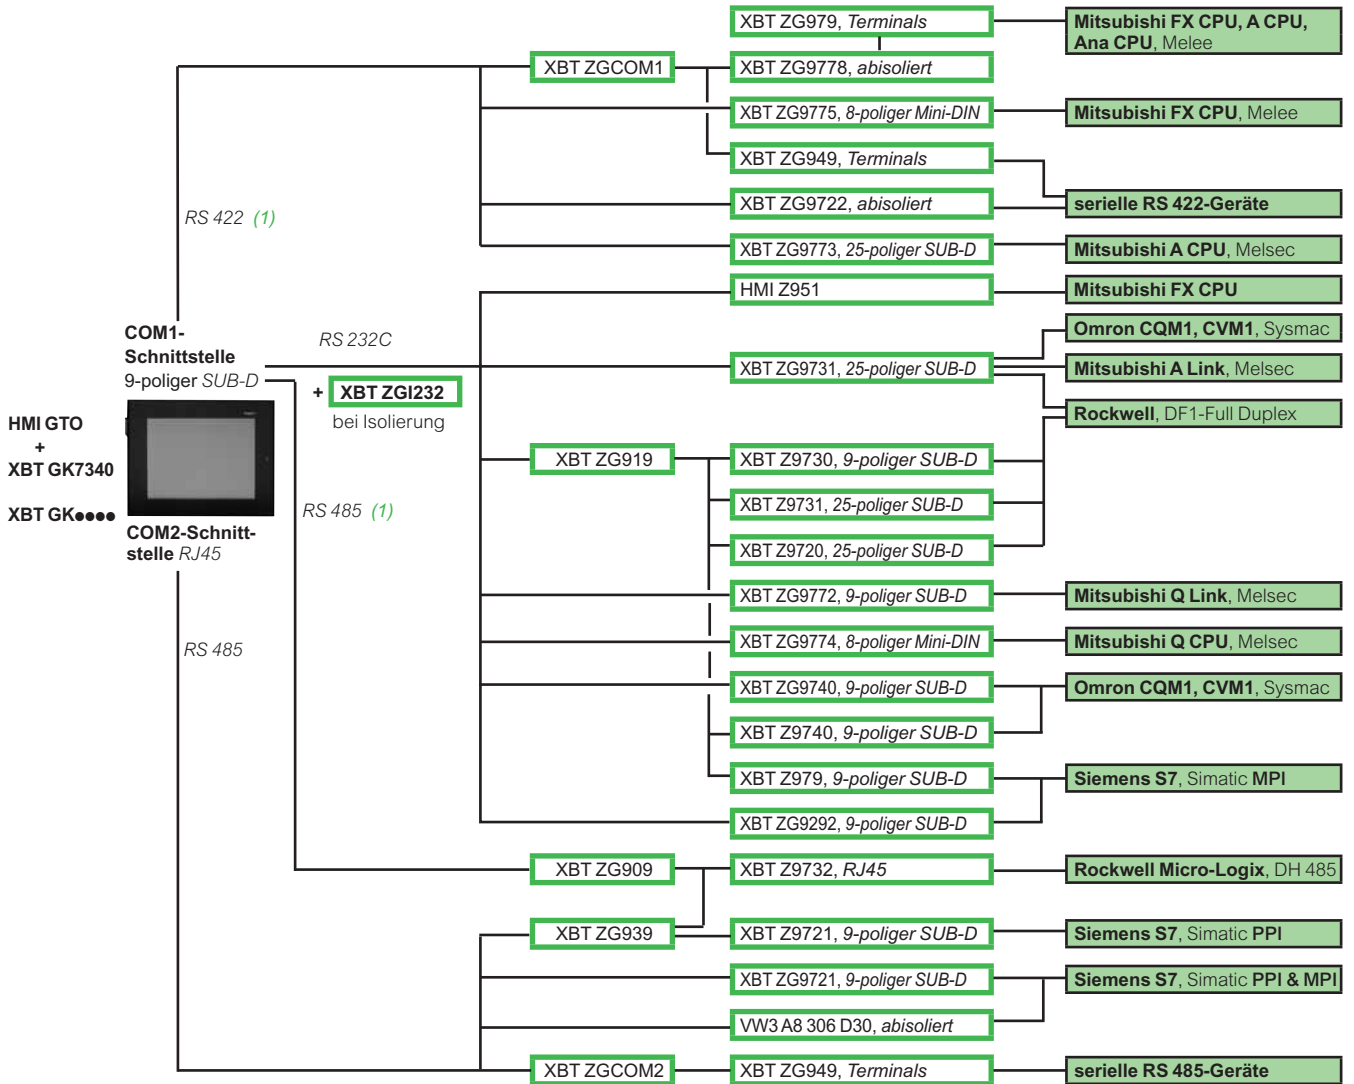 XBT ZG979, Terminals
Mitsubishi FX CPU, A CPU,
Ana CPU, Melee
XBT ZGCOM1
XBT ZG9778, abisoliert
XBT ZG9775, 8-poliger Mini-DIN
Mitsubishi FX CPU, Melee
XBT ZG949, Terminals
RS 422 (1)
XBT ZG9722, abisoliert
serielle RS 422-Geräte
XBT ZG9773, 25-poliger SUB-D
Mitsubishi A CPU, Melsec
HMI Z951
Mitsubishi FX CPU
COM1-
Schnittstelle
9-poliger SUB-D
RS 232C
Omron CQM1, CVM1, Sysmac
XBT ZG9731, 25-poliger SUB-D
Mitsubishi A Link, Melsec
+ XBT ZGI232
bei Isolierung
Rockwell, DF1-Full Duplex
HMI GTO
+
XBT GK7340
XBT GK●●●●
XBT ZG919
XBT Z9730, 9-poliger SUB-D
RS 485 (1)
XBT Z9731, 25-poliger SUB-D
COM2-Schnitt-
stelle RJ45
XBT Z9720, 25-poliger SUB-D
XBT ZG9772, 9-poliger SUB-D
Mitsubishi Q Link, Melsec
RS 485
XBT ZG9774, 8-poliger Mini-DIN
Mitsubishi Q CPU, Melsec
XBT ZG9740, 9-poliger SUB-D
Omron CQM1, CVM1, Sysmac
XBT Z9740, 9-poliger SUB-D
XBT Z979, 9-poliger SUB-D
Siemens S7, Simatic MPI
XBT ZG9292, 9-poliger SUB-D
XBT ZG909
XBT Z9732, RJ45
Rockwell Micro-Logix, DH 485
XBT ZG939
XBT Z9721, 9-poliger SUB-D
Siemens S7, Simatic PPI
XBT ZG9721, 9-poliger SUB-D
Siemens S7, Simatic PPI & MPI
VW3 A8 306 D30, abisoliert
XBT ZGCOM2
XBT ZG949, Terminals
serielle RS 485-Geräte